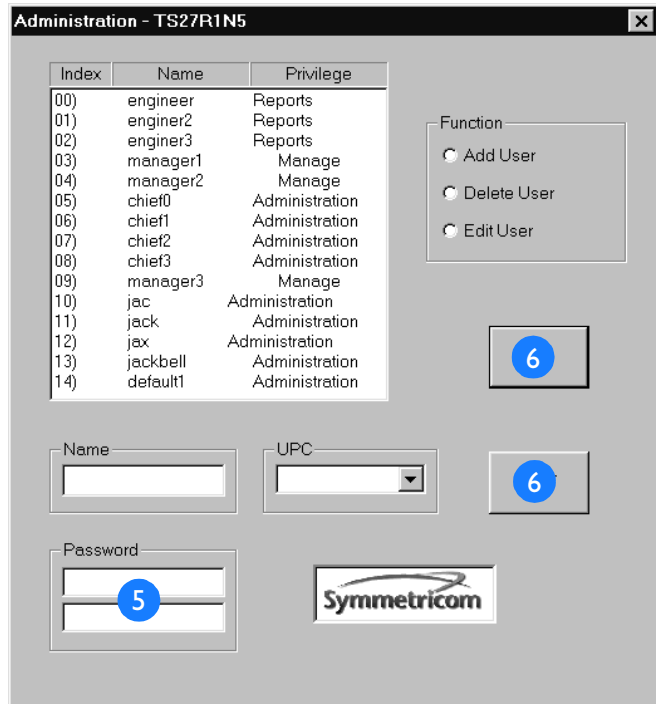 Administration - TS27R1N5
Index Name Privilege
00) engineer Reports
01) enginer2 Reports
02) enginer3 Reports
03) manager1 Manage
04) manager2 Manage
05) chief0 Administration
06) chief1 Administration
07) chief2 Administration
08) chief3 Administration
09) manager3 Manage
10) jac Administration
11) jack Administration
12) jax Administration
13) jackbell Administration
14) default1 Administration
Function
Add User
Delete User
Edit User
6
Name
UPC
6
Password
5
Symmetricom